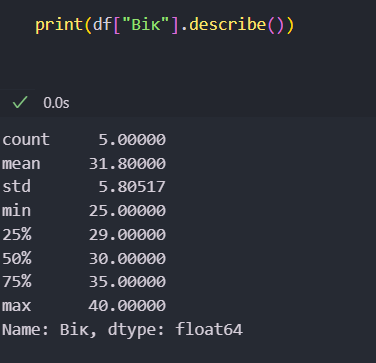 print(df["Вік"].describe())
✓ 0.0s
count 5.00000
mean 31.80000
std 5.80517
min 25.00000
25% 29.00000
50% 30.00000
75% 35.00000
max 40.00000
Name: Вік, dtype: float64